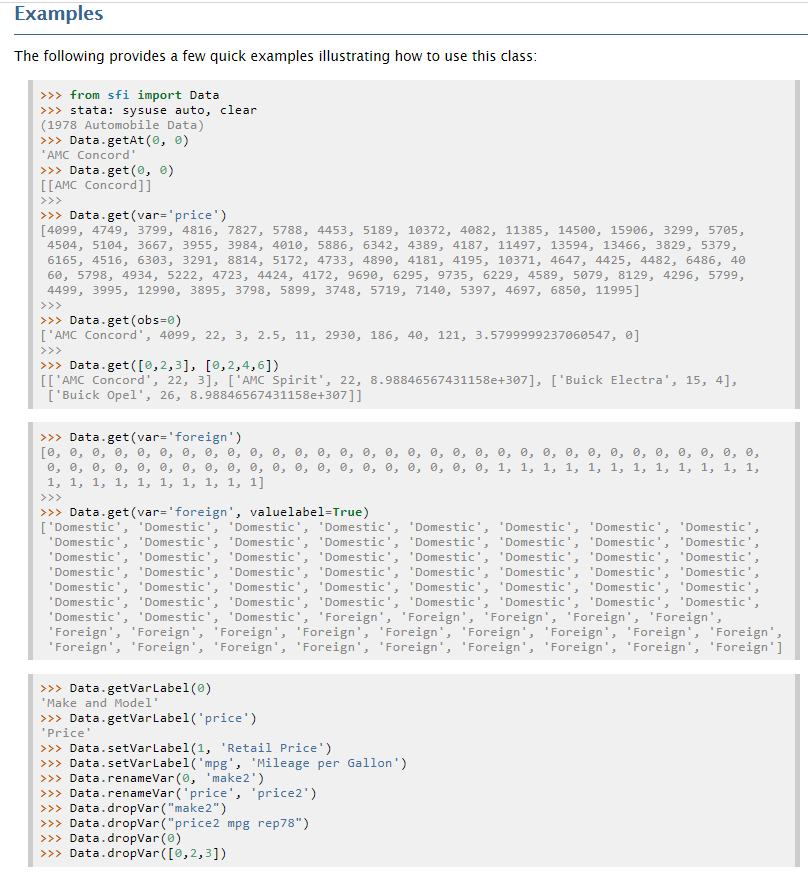 Examples
The following provides a few quick examples illustrating how to use this class:
>>> from sfi import Data
>>> stata: sysuse auto, clear
(1978 Automobile Data)
>>> Data.getAt(0, 0)
'AMC Concord'
>>> Data.get(0, 0)
[[AMC Concord]]
>>>
>>> Data.get(var='price')
[4099, 4749, 3799, 4816, 7827, 5788, 4453, 5189, 10372, 4082, 11385, 14500, 15906, 3299, 5705,
4504, 5104, 3667, 3955, 3984, 4010, 5886, 6342, 4389, 4187, 11497, 13594, 13466, 3829, 5379,
6165, 4516, 6303, 3291, 8814, 5172, 4733, 4890, 4181, 4195, 10371, 4647, 4425, 4482, 6486, 40
60, 5798, 4934, 5222, 4723, 4424, 4172, 9690, 6295, 9735, 6229, 4589, 5079, 8129, 4296, 5799,
4499, 3995, 12990, 3895, 3798, 5899, 3748, 5719, 7140, 5397, 4697, 6850, 11995]
>>>
>>> Data.get(obs=0)
['AMC Concord', 4099, 22, 3, 2.5, 11, 2930, 186, 40, 121, 3.5799999237060547, 0]
>>>
>>> Data.get([0,2,3], [0,2,4,6])
[['AMC Concord', 22, 3], ['AMC Spirit', 22, 8.98846567431158e+307], ['Buick Electra', 15, 4],
['Buick Opel', 26, 8.98846567431158e+307]]
>>> Data.get(var='foreign')
[0, 0, 0, 0, 0, 0, 0, 0, 0, 0, 0, 0, 0, 0, 0, 0, 0, 0, 0, 0, 0, 0, 0, 0, 0, 0, 0, 0, 0, 0, 0, 0,
0, 0, 0, 0, 0, 0, 0, 0, 0, 0, 0, 0, 0, 0, 0, 0, 0, 0, 0, 0, 1, 1, 1, 1, 1, 1, 1, 1, 1, 1, 1, 1,
1, 1, 1, 1, 1, 1, 1, 1, 1, 1]
>>>
>>> Data.get(var='foreign', valuelabel=True)
['Domestic', 'Domestic', 'Domestic', 'Domestic', 'Domestic', 'Domestic', 'Domestic', 'Domestic',
'Domestic', 'Domestic', 'Domestic', 'Domestic', 'Domestic', 'Domestic', 'Domestic', 'Domestic',
'Domestic', 'Domestic', 'Domestic', 'Domestic', 'Domestic', 'Domestic', 'Domestic', 'Domestic',
'Domestic', 'Domestic', 'Domestic', 'Domestic', 'Domestic', 'Domestic', 'Domestic', 'Domestic',
'Domestic', 'Domestic', 'Domestic', 'Domestic', 'Domestic', 'Domestic', 'Domestic', 'Domestic',
'Domestic', 'Domestic', 'Domestic', 'Domestic', 'Domestic', 'Domestic', 'Domestic', 'Domestic',
'Domestic', 'Domestic', 'Domestic', 'Foreign', 'Foreign', 'Foreign', 'Foreign', 'Foreign',
'Foreign', 'Foreign', 'Foreign', 'Foreign', 'Foreign', 'Foreign', 'Foreign', 'Foreign', 'Foreign',
'Foreign', 'Foreign', 'Foreign', 'Foreign', 'Foreign', 'Foreign', 'Foreign', 'Foreign', 'Foreign']
>>> Data.getVarLabel(0)
'Make and Model'
>>> Data.getVarLabel('price')
'Price'
>>> Data.setVarLabel(1, 'Retail Price')
>>> Data.setVarLabel('mpg', 'Mileage per Gallon')
>>> Data.renameVar(0, 'make2')
>>> Data.renameVar('price', 'price2')
>>> Data.dropVar("make2")
>>> Data.dropVar("price2 mpg rep78")
>>> Data.dropVar(0)
>>> Data.dropVar([0,2,3])